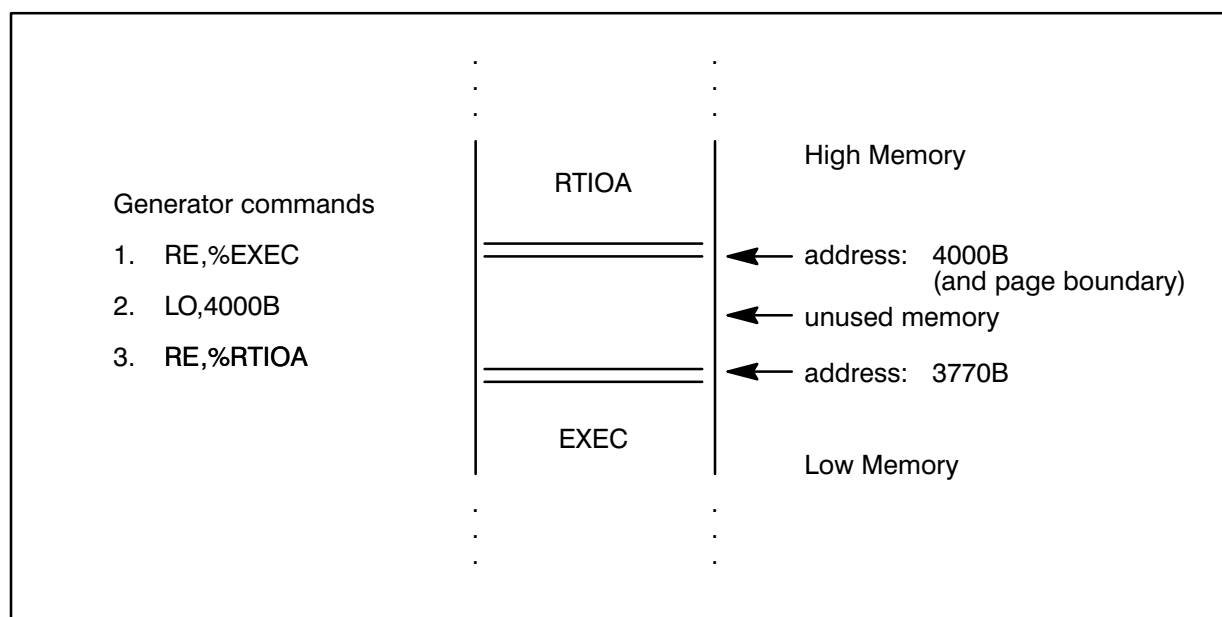 Generator commands
1. RE,%EXEC
2. LO,4000B
3. RE,%RTIOA
RTIOA
EXEC
High Memory
address: 4000B
(and page boundary)
unused memory
address: 3770B
Low Memory